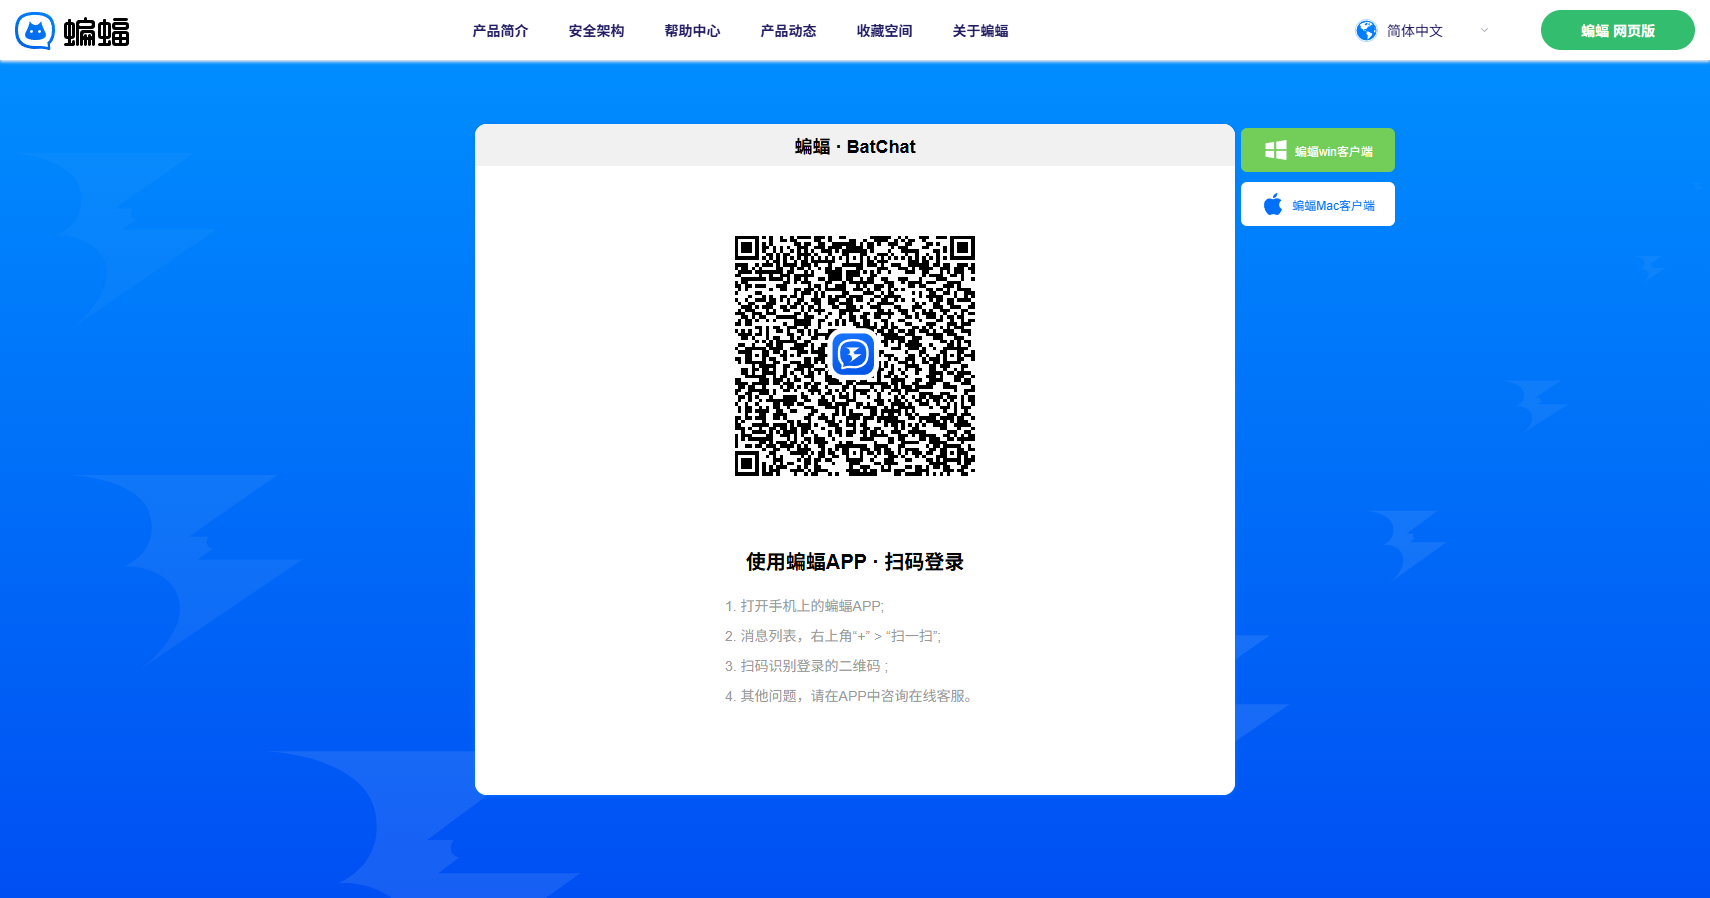 蝙蝠
产品简介 安全架构 帮助中心 产品动态 收藏空间 关于蝙蝠
简体中文
蝙蝠 网页版
蝙蝠 · BatChat
蝙蝠win客户端
蝙蝠Mac客户端
使用蝙蝠APP · 扫码登录
1. 打开手机上的蝙蝠APP;
2. 消息列表，右上角“+” > “扫一扫”;
3. 扫码识别登录的二维码 ;
4. 其他问题，请在APP中咨询在线客服。